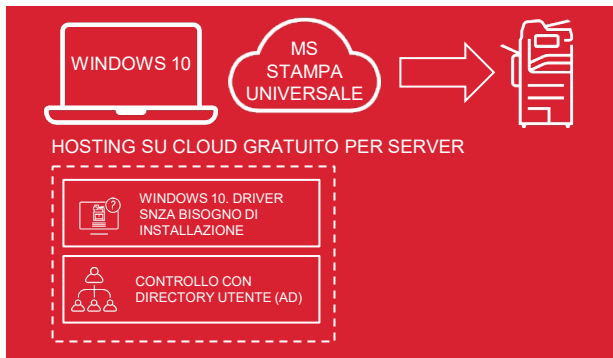 WINDOWS 10
MS
STAMPA
UNIVERSALE
HOSTING SU CLOUD GRATUITO PER SERVER
?
WINDOWS 10. DRIVER
SNZA BISOGNO DI
INSTALLAZIONE
CONTROLLO CON
DIRECTORY UTENTE (AD)